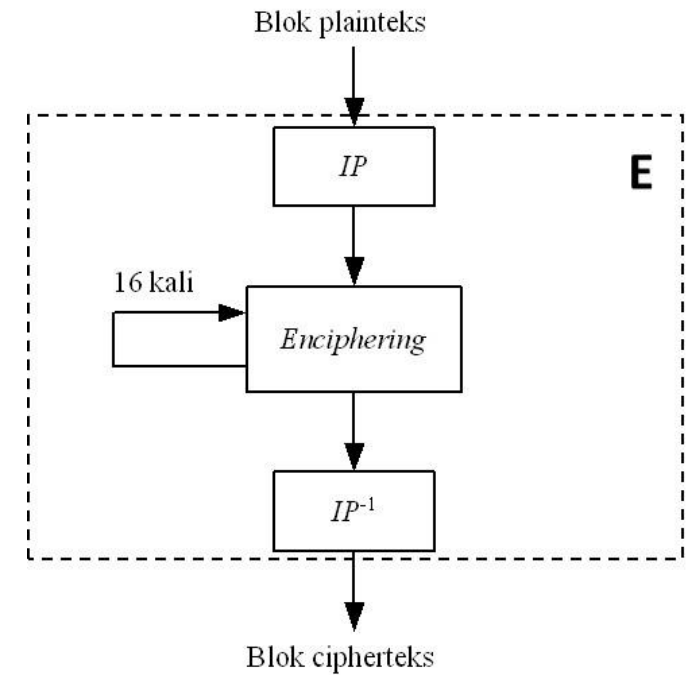 Blok plainteks
IP
E
16 kali
Enciphering
IP-1
Blok cipherteks